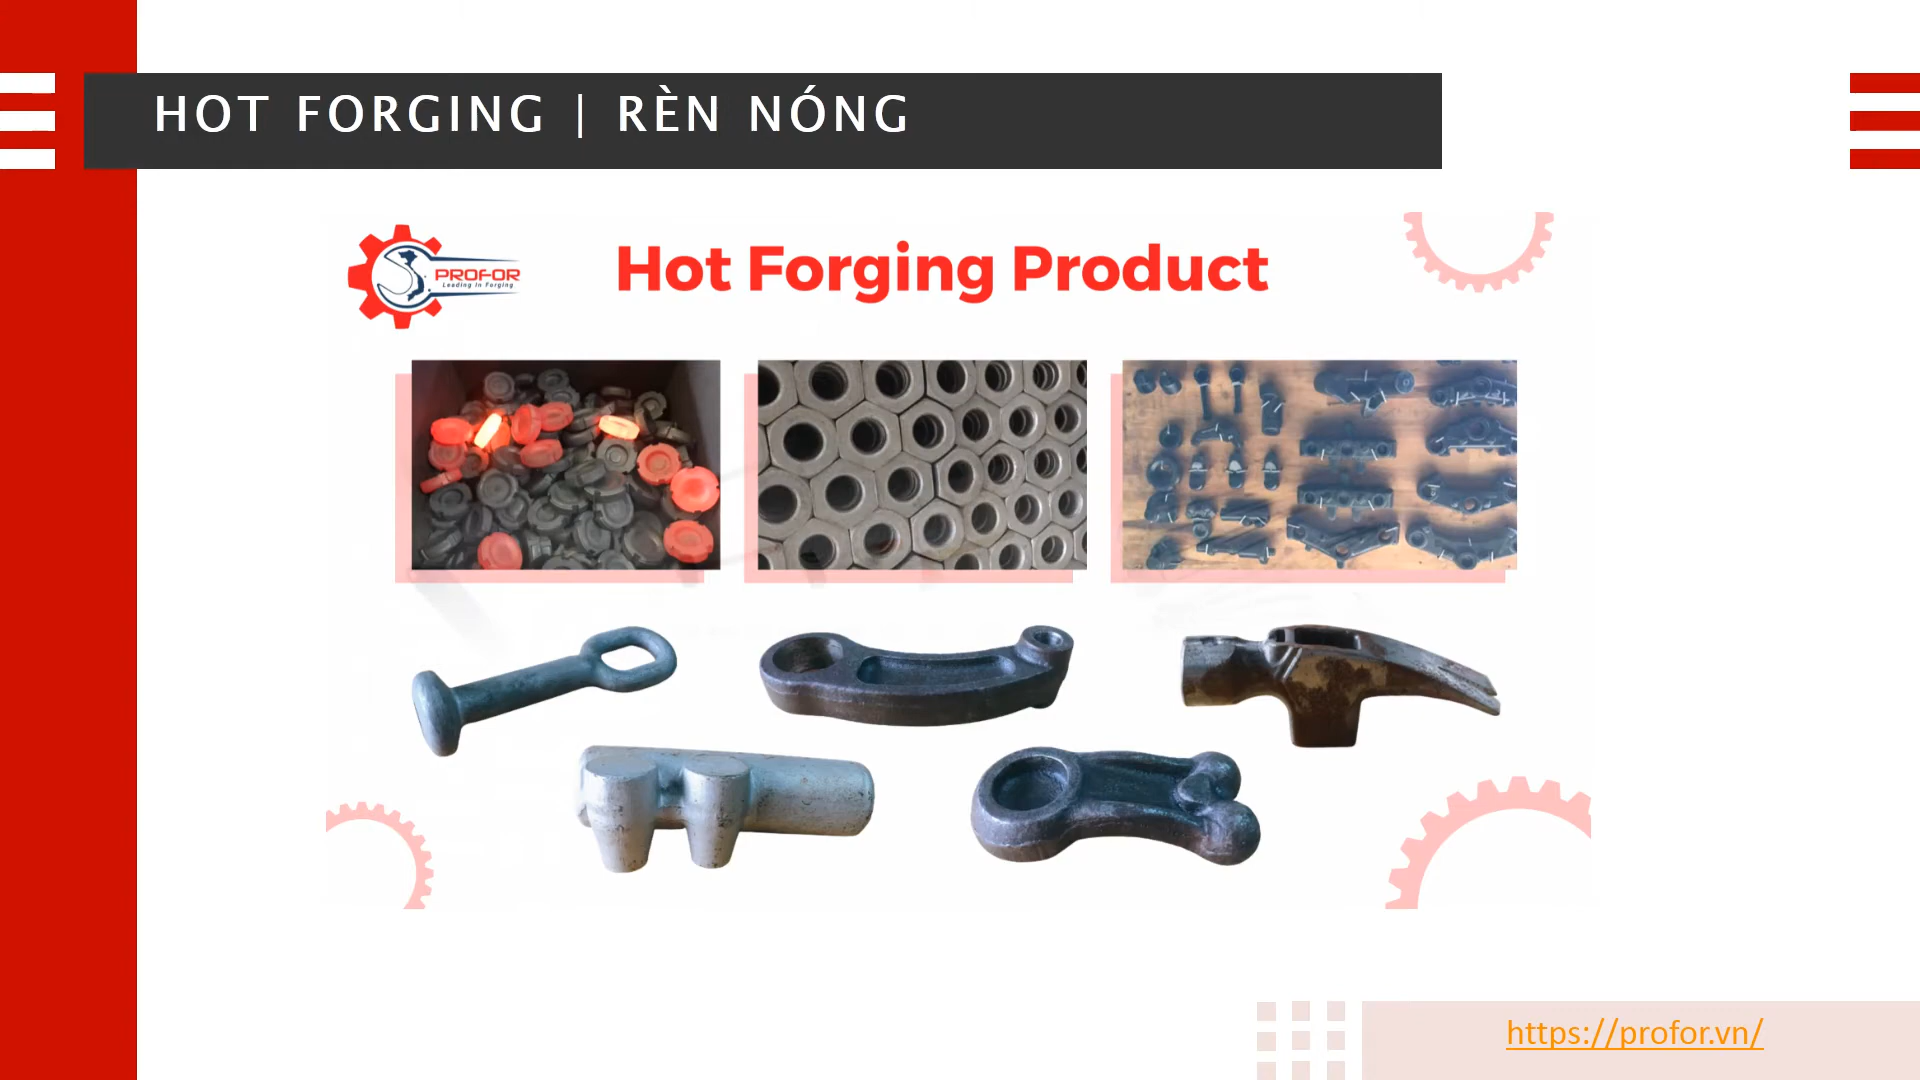 HOT FORGING | RÈN NÓNG
PROFOR
Leading In Forging
Hot Forging Product
https://profor.vn/